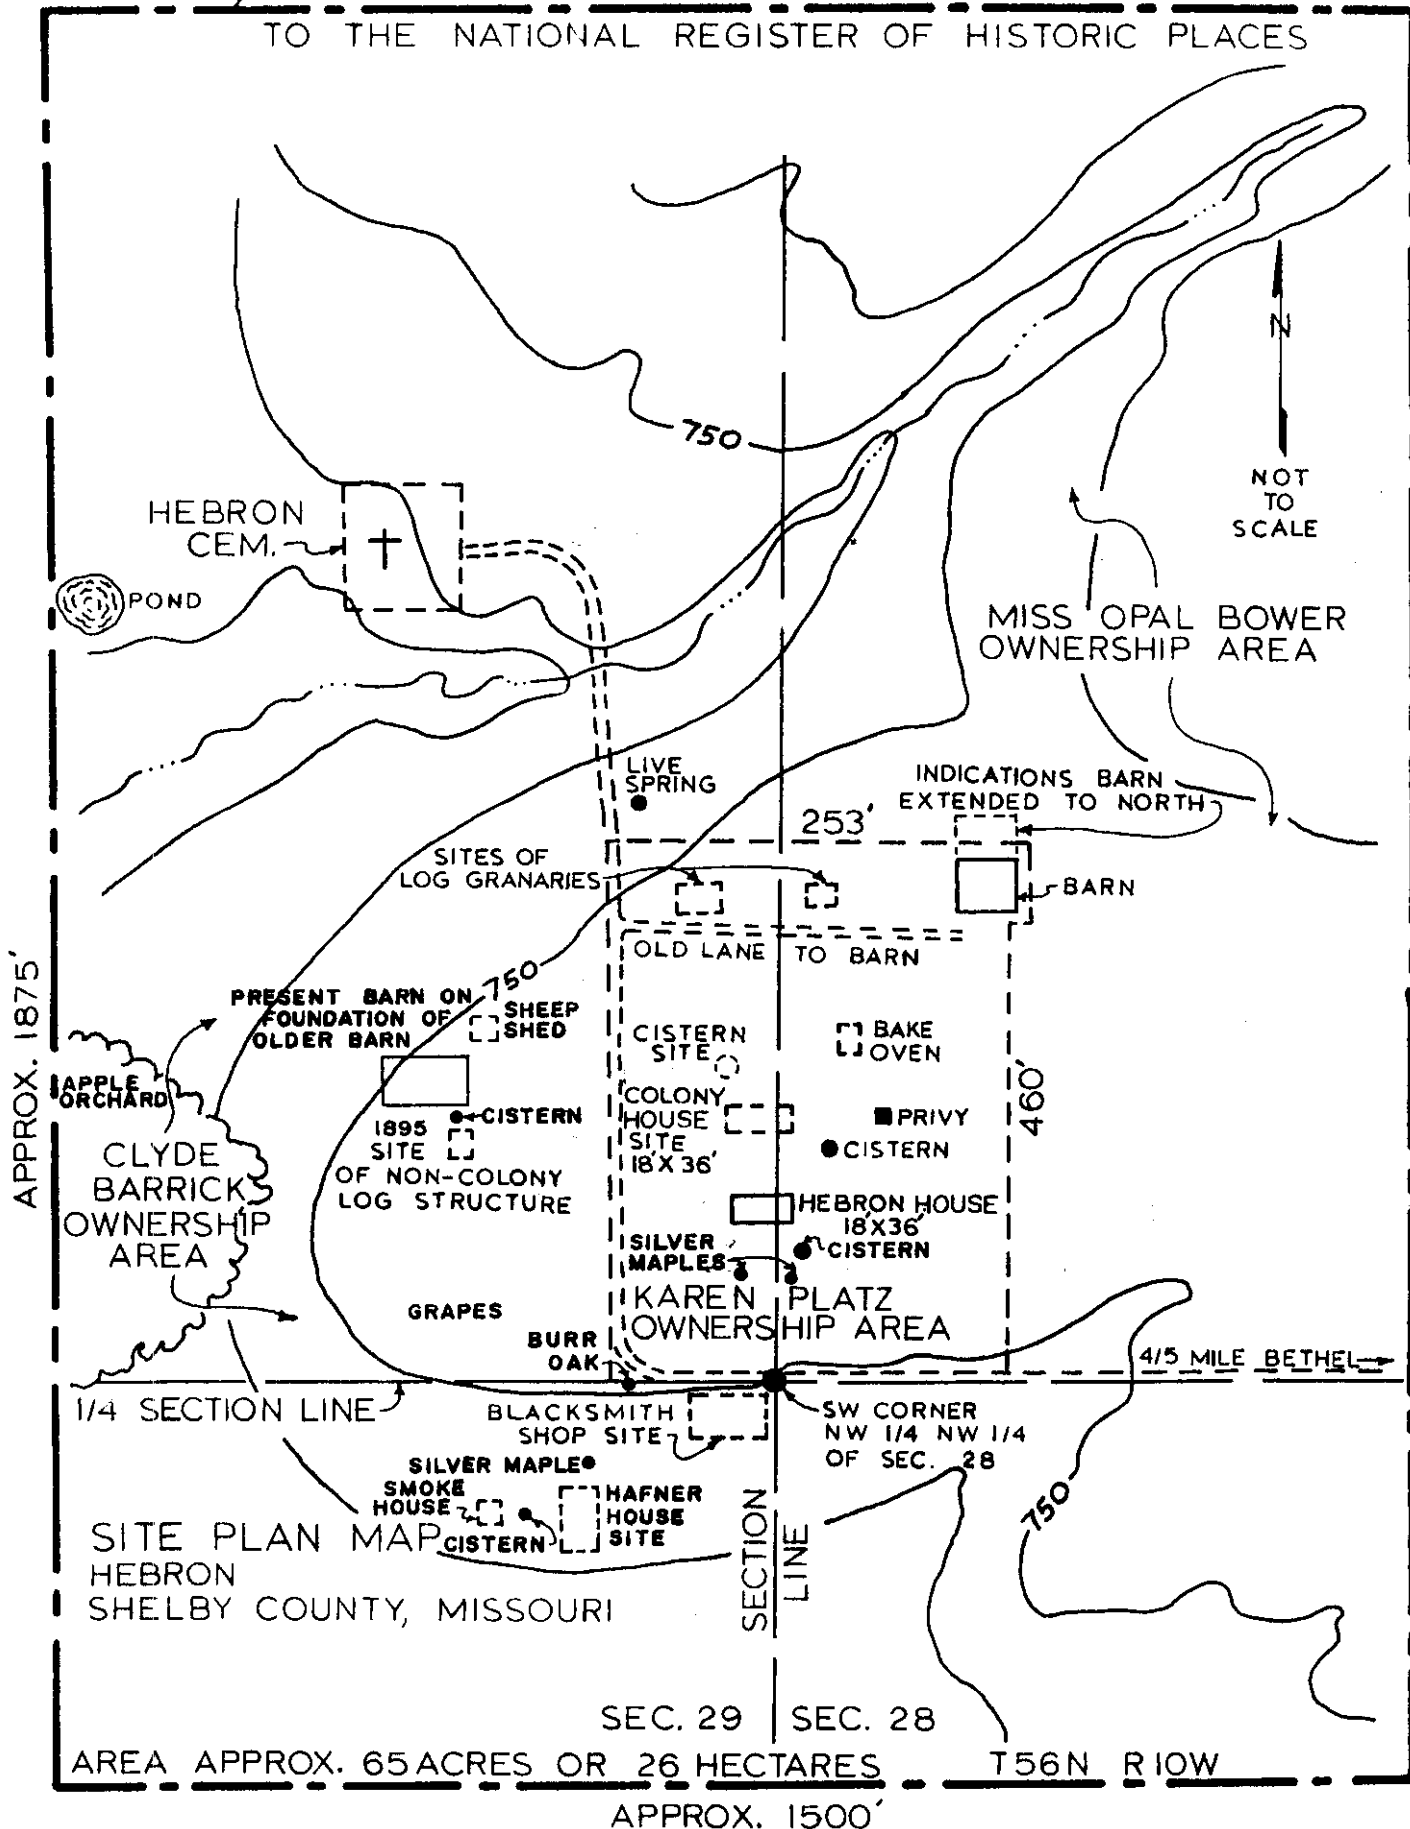 TO THE NATIONAL REGISTER OF HISTORIC PLACES
750
N
NOT
TO
SCALE
HEBRON
CEM.
POND
MISS OPAL BOWER
OWNERSHIP AREA
LIVE
SPRING
INDICATIONS BARN
EXTENDED TO NORTH
253'
SITES OF
LOG GRANARIES
BARN
OLD LANE TO BARN
750
PRESENT BARN ON
FOUNDATION OF
OLDER BARN
SHEEP
SHED
CISTERN
SITE
BAKE
OVEN
APPLE
ORCHARD
CISTERN
COLONY
HOUSE
SITE
18'X36'
PRIVY
460'
1895
SITE
OF NON-COLONY
LOG STRUCTURE
CISTERN
CLYDE
BARRICK
OWNERSHIP
AREA
HEBRON HOUSE
18'X36'
SILVER
MAPLES
CISTERN
KAREN PLATZ
OWNERSHIP AREA
GRAPES
BURR
OAK
4/5 MILE BETHEL
1/4 SECTION LINE
BLACKSMITH
SHOP SITE
SW CORNER
NW 1/4 NW 1/4
OF SEC. 28
SILVER MAPLE
SMOKE
HOUSE
CISTERN
HAFNER
HOUSE
SITE
750
SECTION
LINE
SITE PLAN MAP
HEBRON
SHELBY COUNTY, MISSOURI
SEC. 29
SEC. 28
AREA APPROX. 65 ACRES OR 26 HECTARES
T56N R10W
APPROX. 1875'
APPROX. 1500'